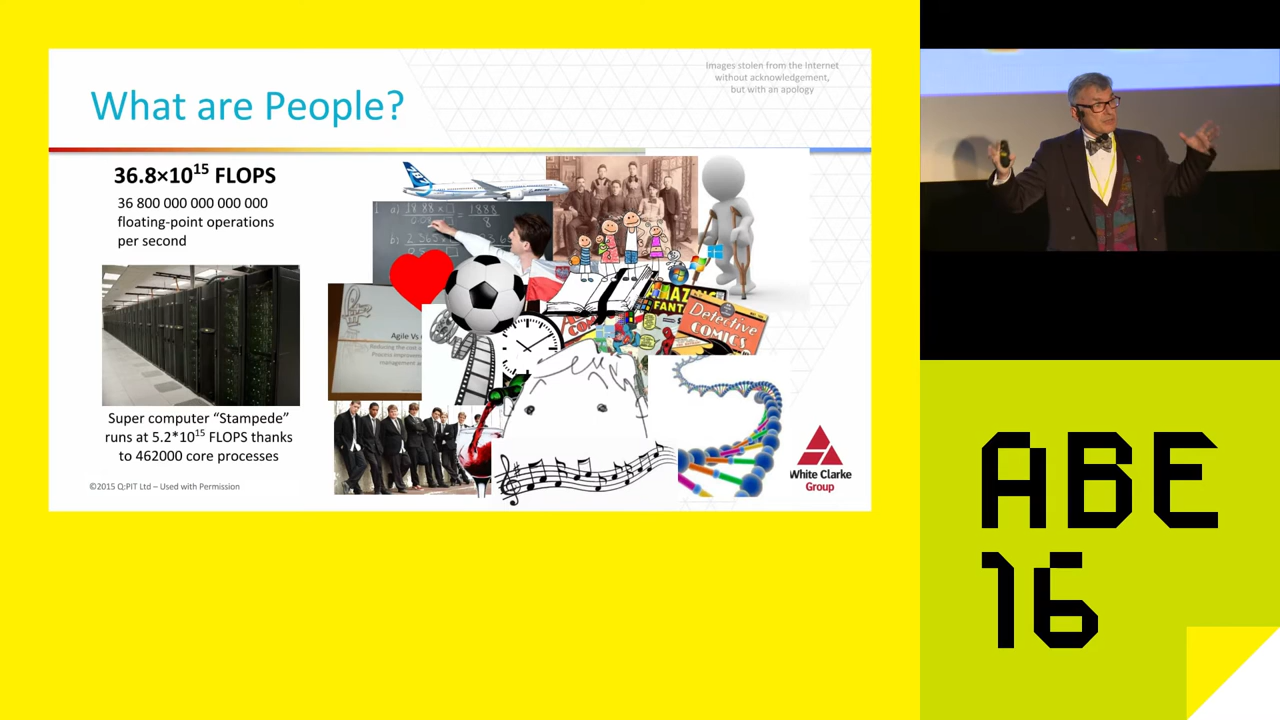 What are People?
Images stolen from the Internet
without acknowledgement,
but with an apology
36.8×10¹⁵ FLOPS
36 800 000 000 000 000
floating-point operations
per second
Super computer “Stampede”
runs at 5.2*10¹⁵ FLOPS thanks
to 462000 core processes
©2015 Q:PIT Ltd – Used with Permission
787
Agile Vs
Detective
COMICS
White Clarke
Group
ABE
16